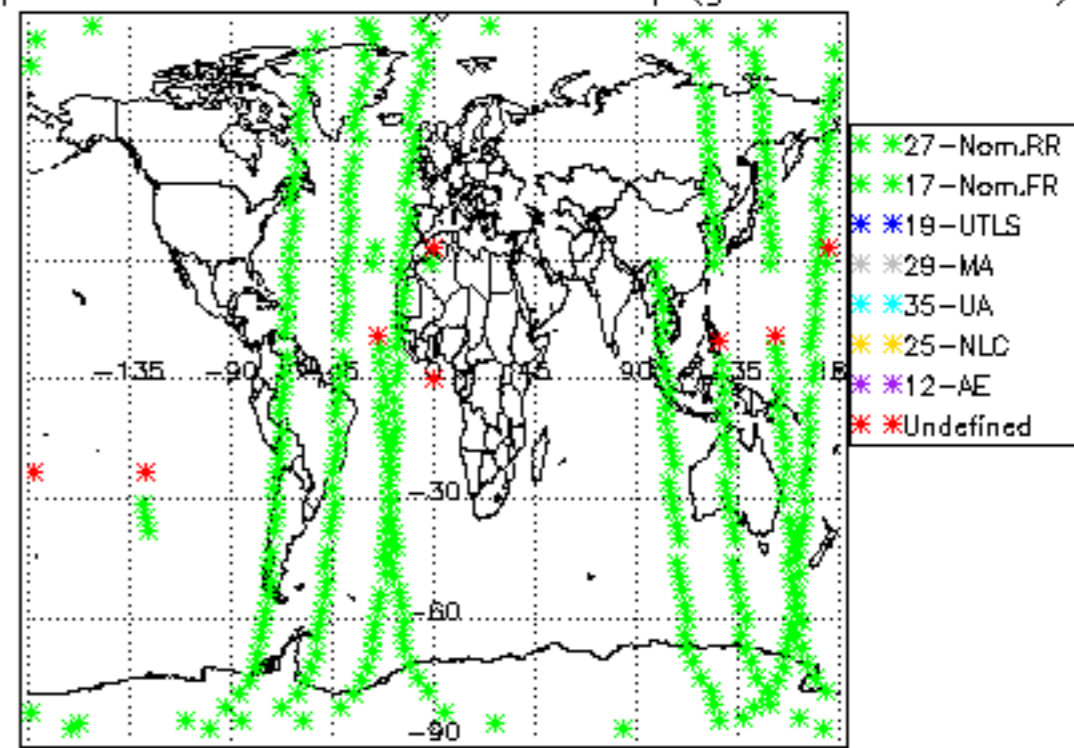 27-Nom.RR
17-Nom.FR
19-UTLS
29-MA
35-UA
25-NLC
12-AE
Undefined
-135 -90 45 90
-30
-60
-90